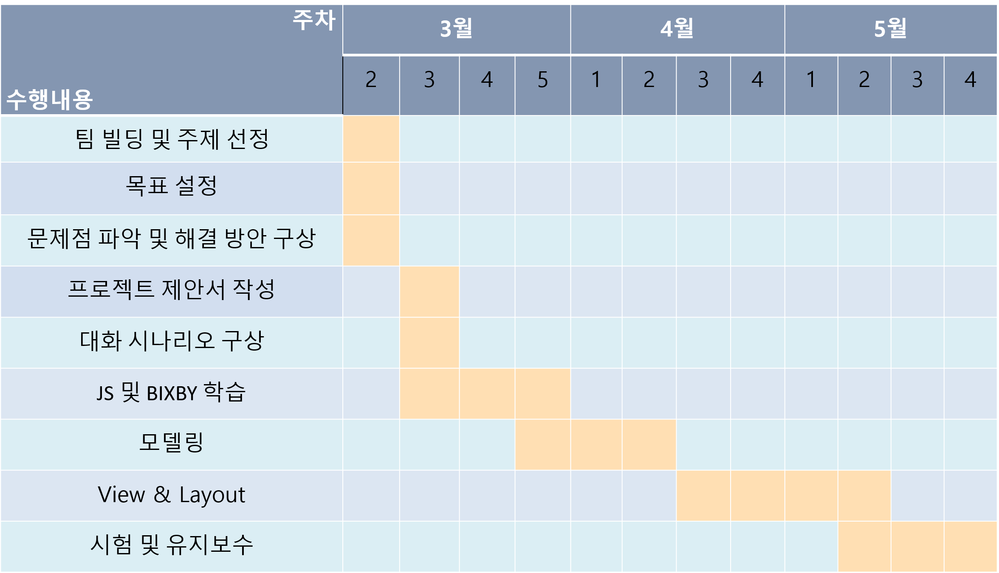 주차
3월 4월 5월
수행내용
2 3 4 5 1 2 3 4 1 2 3 4
팀 빌딩 및 주제 선정
목표 설정
문제점 파악 및 해결 방안 구상
프로젝트 제안서 작성
대화 시나리오 구상
JS 및 BIXBY 학습
모델링
View & Layout
시험 및 유지보수